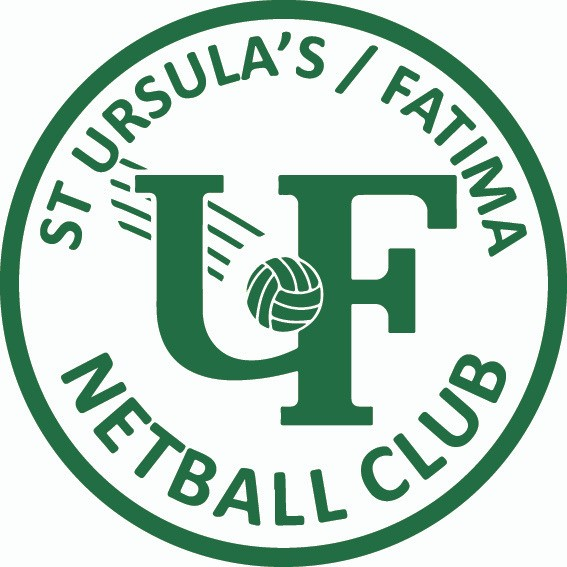 ST URSULA'S / FATIMA
UF
NETBALL CLUB